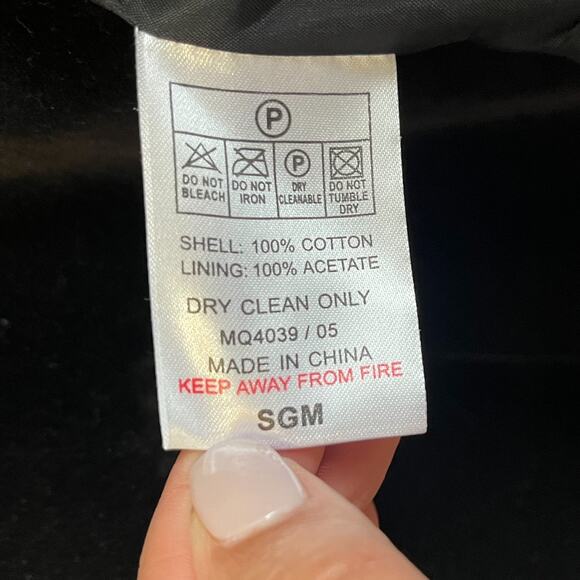 P
DO NOT BLEACH
DO NOT IRON
P
DRY CLEANABLE
DO NOT TUMBLE DRY
SHELL: 100% COTTON
LINING: 100% ACETATE
DRY CLEAN ONLY
MQ4039 / 05
MADE IN CHINA
KEEP AWAY FROM FIRE
SGM